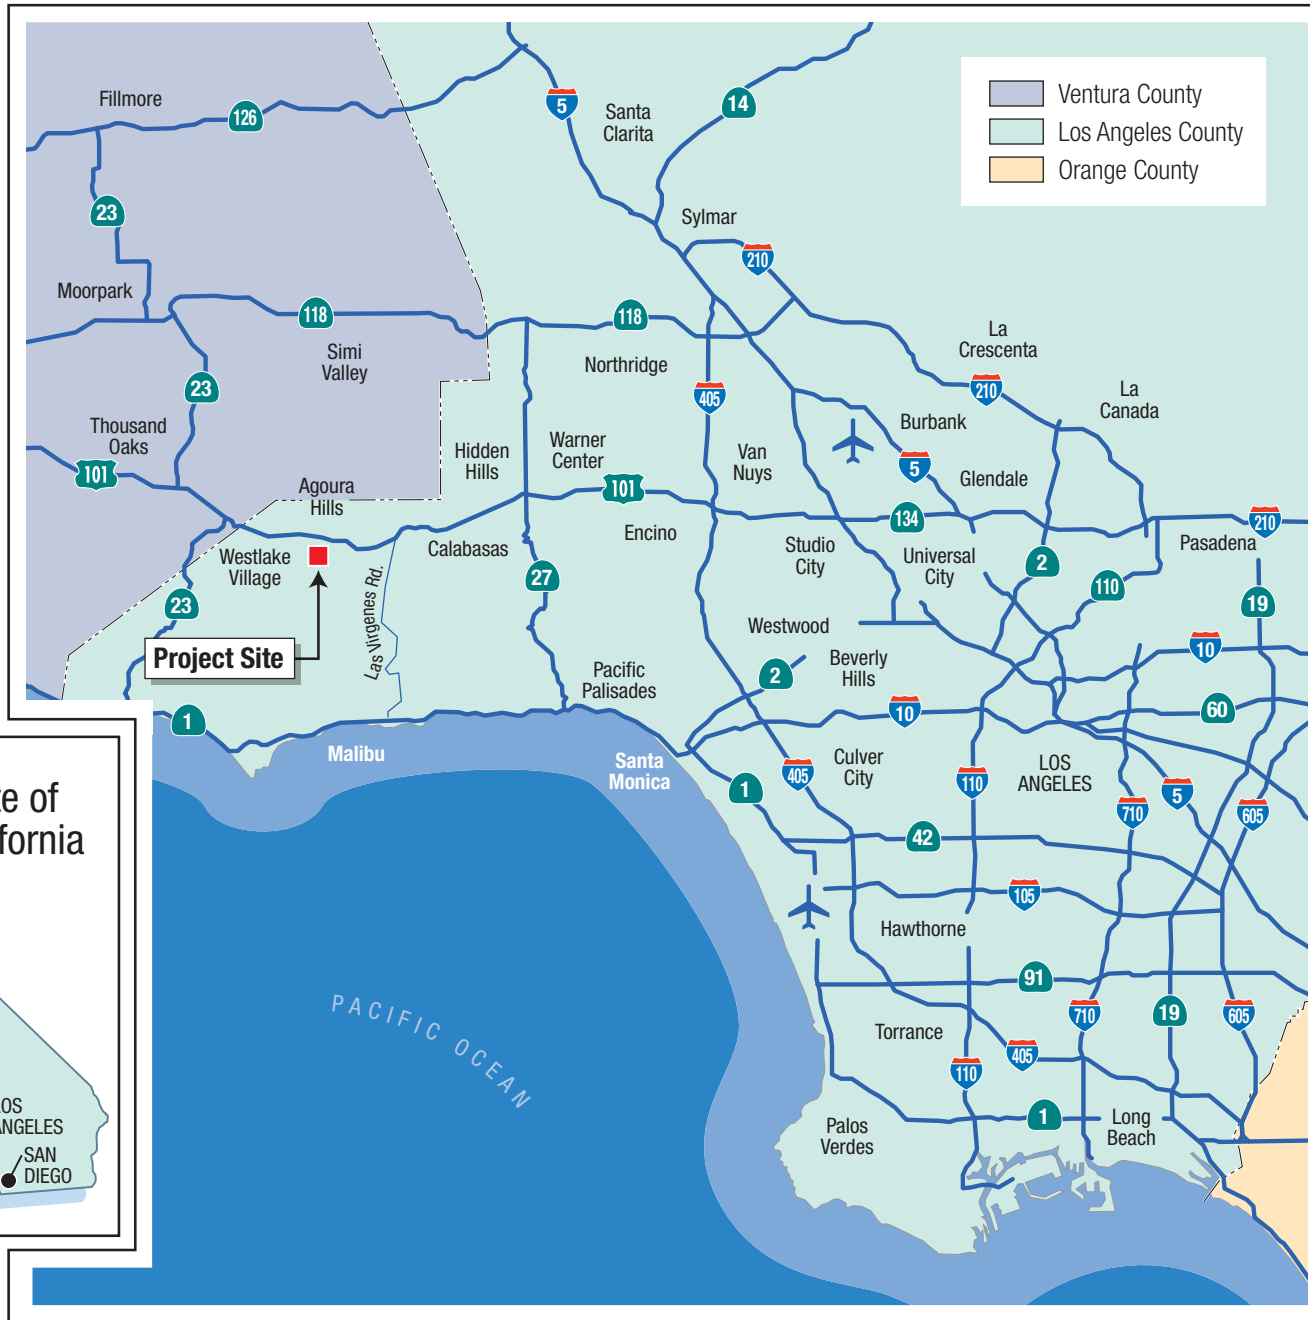 Ventura County
Los Angeles County
Orange County
Fillmore
126
5
Santa
Clarita
14
23
Sylmar
210
Moorpark
118
118
Simi
Valley
Northridge
La
Crescenta
23
405
210
La
Canada
Thousand
Oaks
101
Hidden
Hills
Warner
Center
Van
Nuys
Burbank
5
Glendale
Agoura
Hills
101
134
210
Encino
Pasadena
Westlake
Village
Calabasas
Studio
City
Universal
City
2
27
110
19
23
Las Virgenes Rd.
Westwood
10
Project Site
Pacific
Palisades
2
Beverly
Hills
1
10
60
Malibu
Santa
Monica
Culver
City
LOS
ANGELES
405
110
1
5
710
605
42
105
Hawthorne
91
PACIFIC OCEAN
710
19
605
Torrance
405
110
1
Long
Beach
Palos
Verdes
te of
fornia
OS
ANGELES
SAN
DIEGO